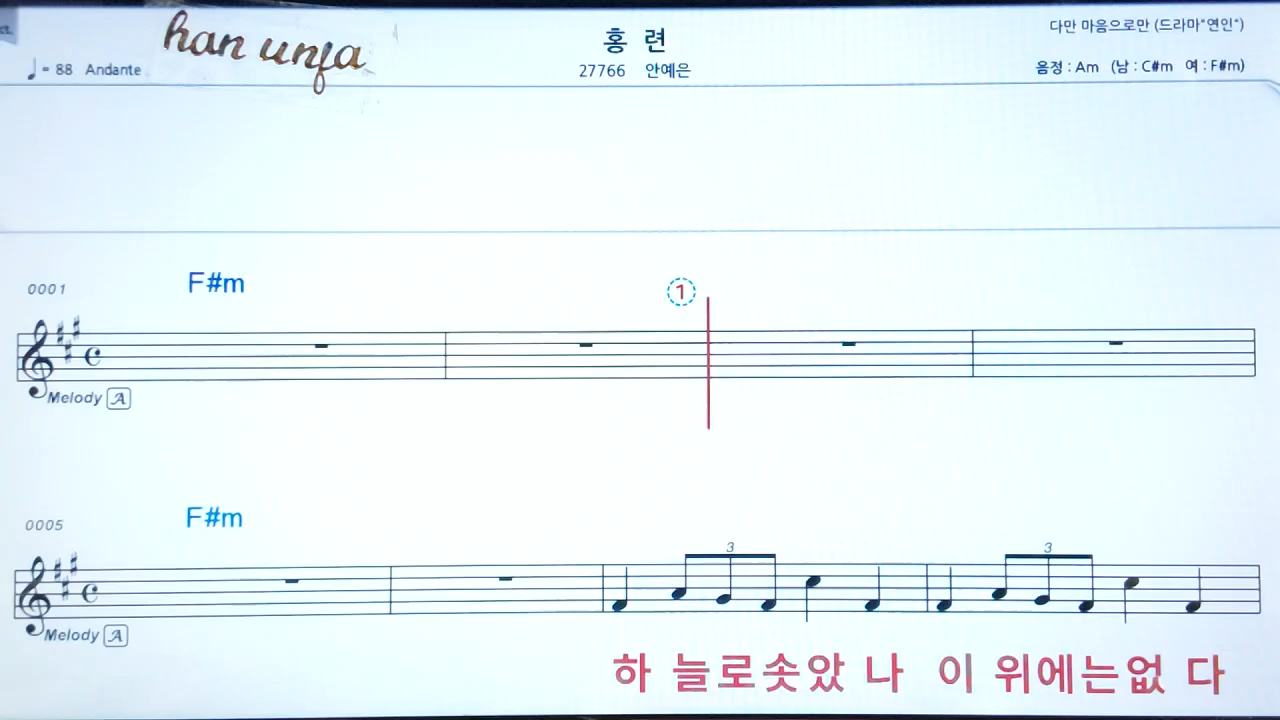 ct.
han unja
홍 련
다만 마음으로만 (드라마"연인")
♩= 88 Andante
27766 안예은
음정 : Am (남 : C#m 여 : F#m)
0001
F#m
1
Melody A
0005
F#m
3 3
Melody A
하 늘로솟았 나 이 위에는없 다